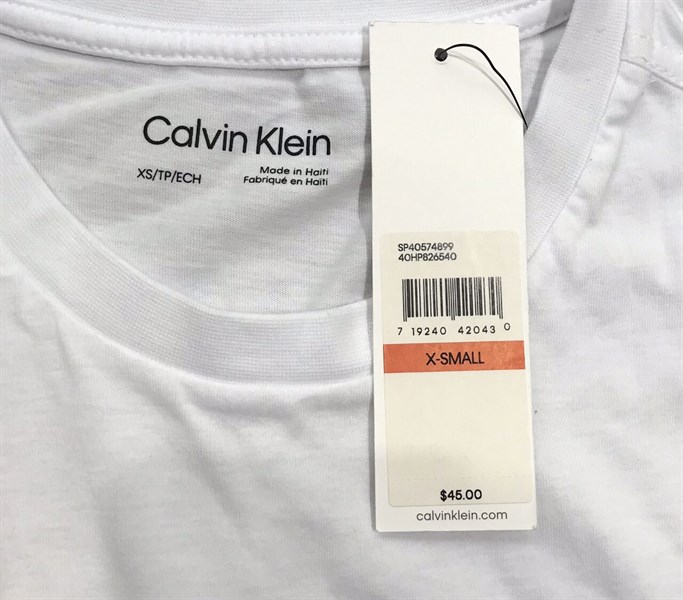 Calvin Klein
XS/TP/ECH
Made in Haiti
Fabriqué en Haïti
SP40574899
40HP826540
7 19240 42043 0
X-SMALL
$45.00
calvinklein.com